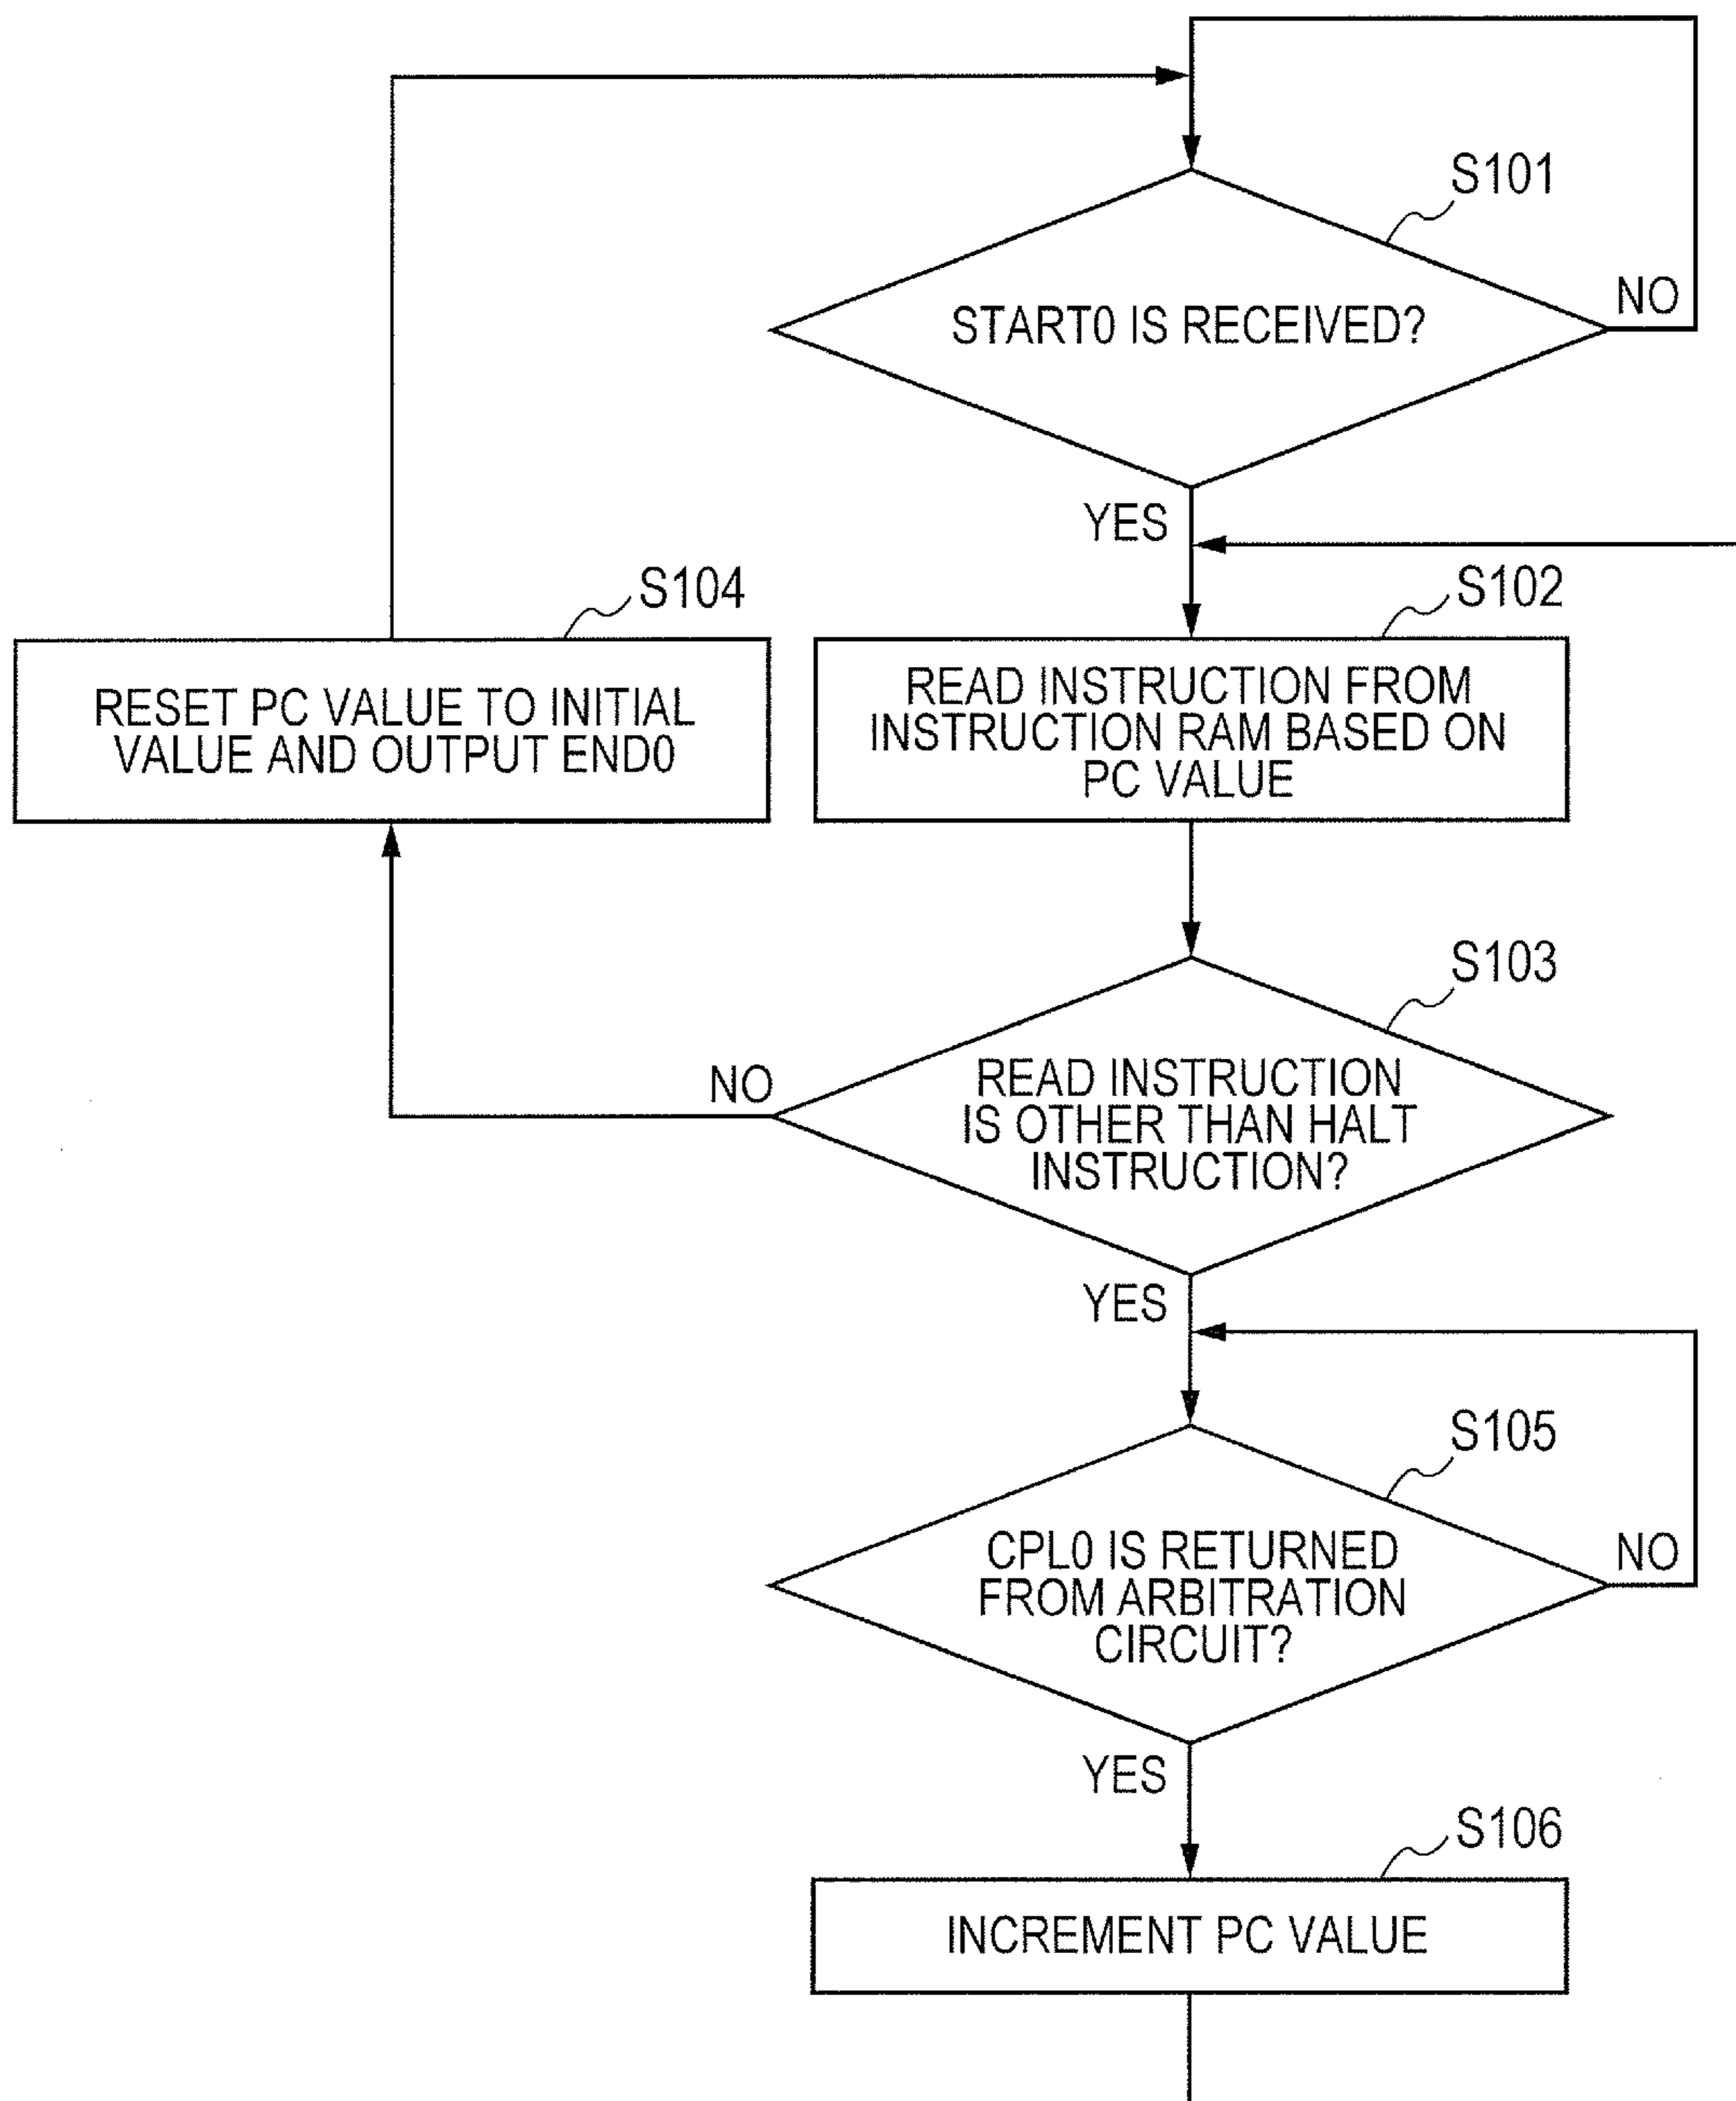 S101
START0 IS RECEIVED?
NO
YES
S104
RESET PC VALUE TO INITIAL
VALUE AND OUTPUT END0
S102
READ INSTRUCTION FROM
INSTRUCTION RAM BASED ON
PC VALUE
S103
READ INSTRUCTION
IS OTHER THAN HALT
INSTRUCTION?
NO
YES
S105
CPL0 IS RETURNED
FROM ARBITRATION
CIRCUIT?
NO
YES
S106
INCREMENT PC VALUE